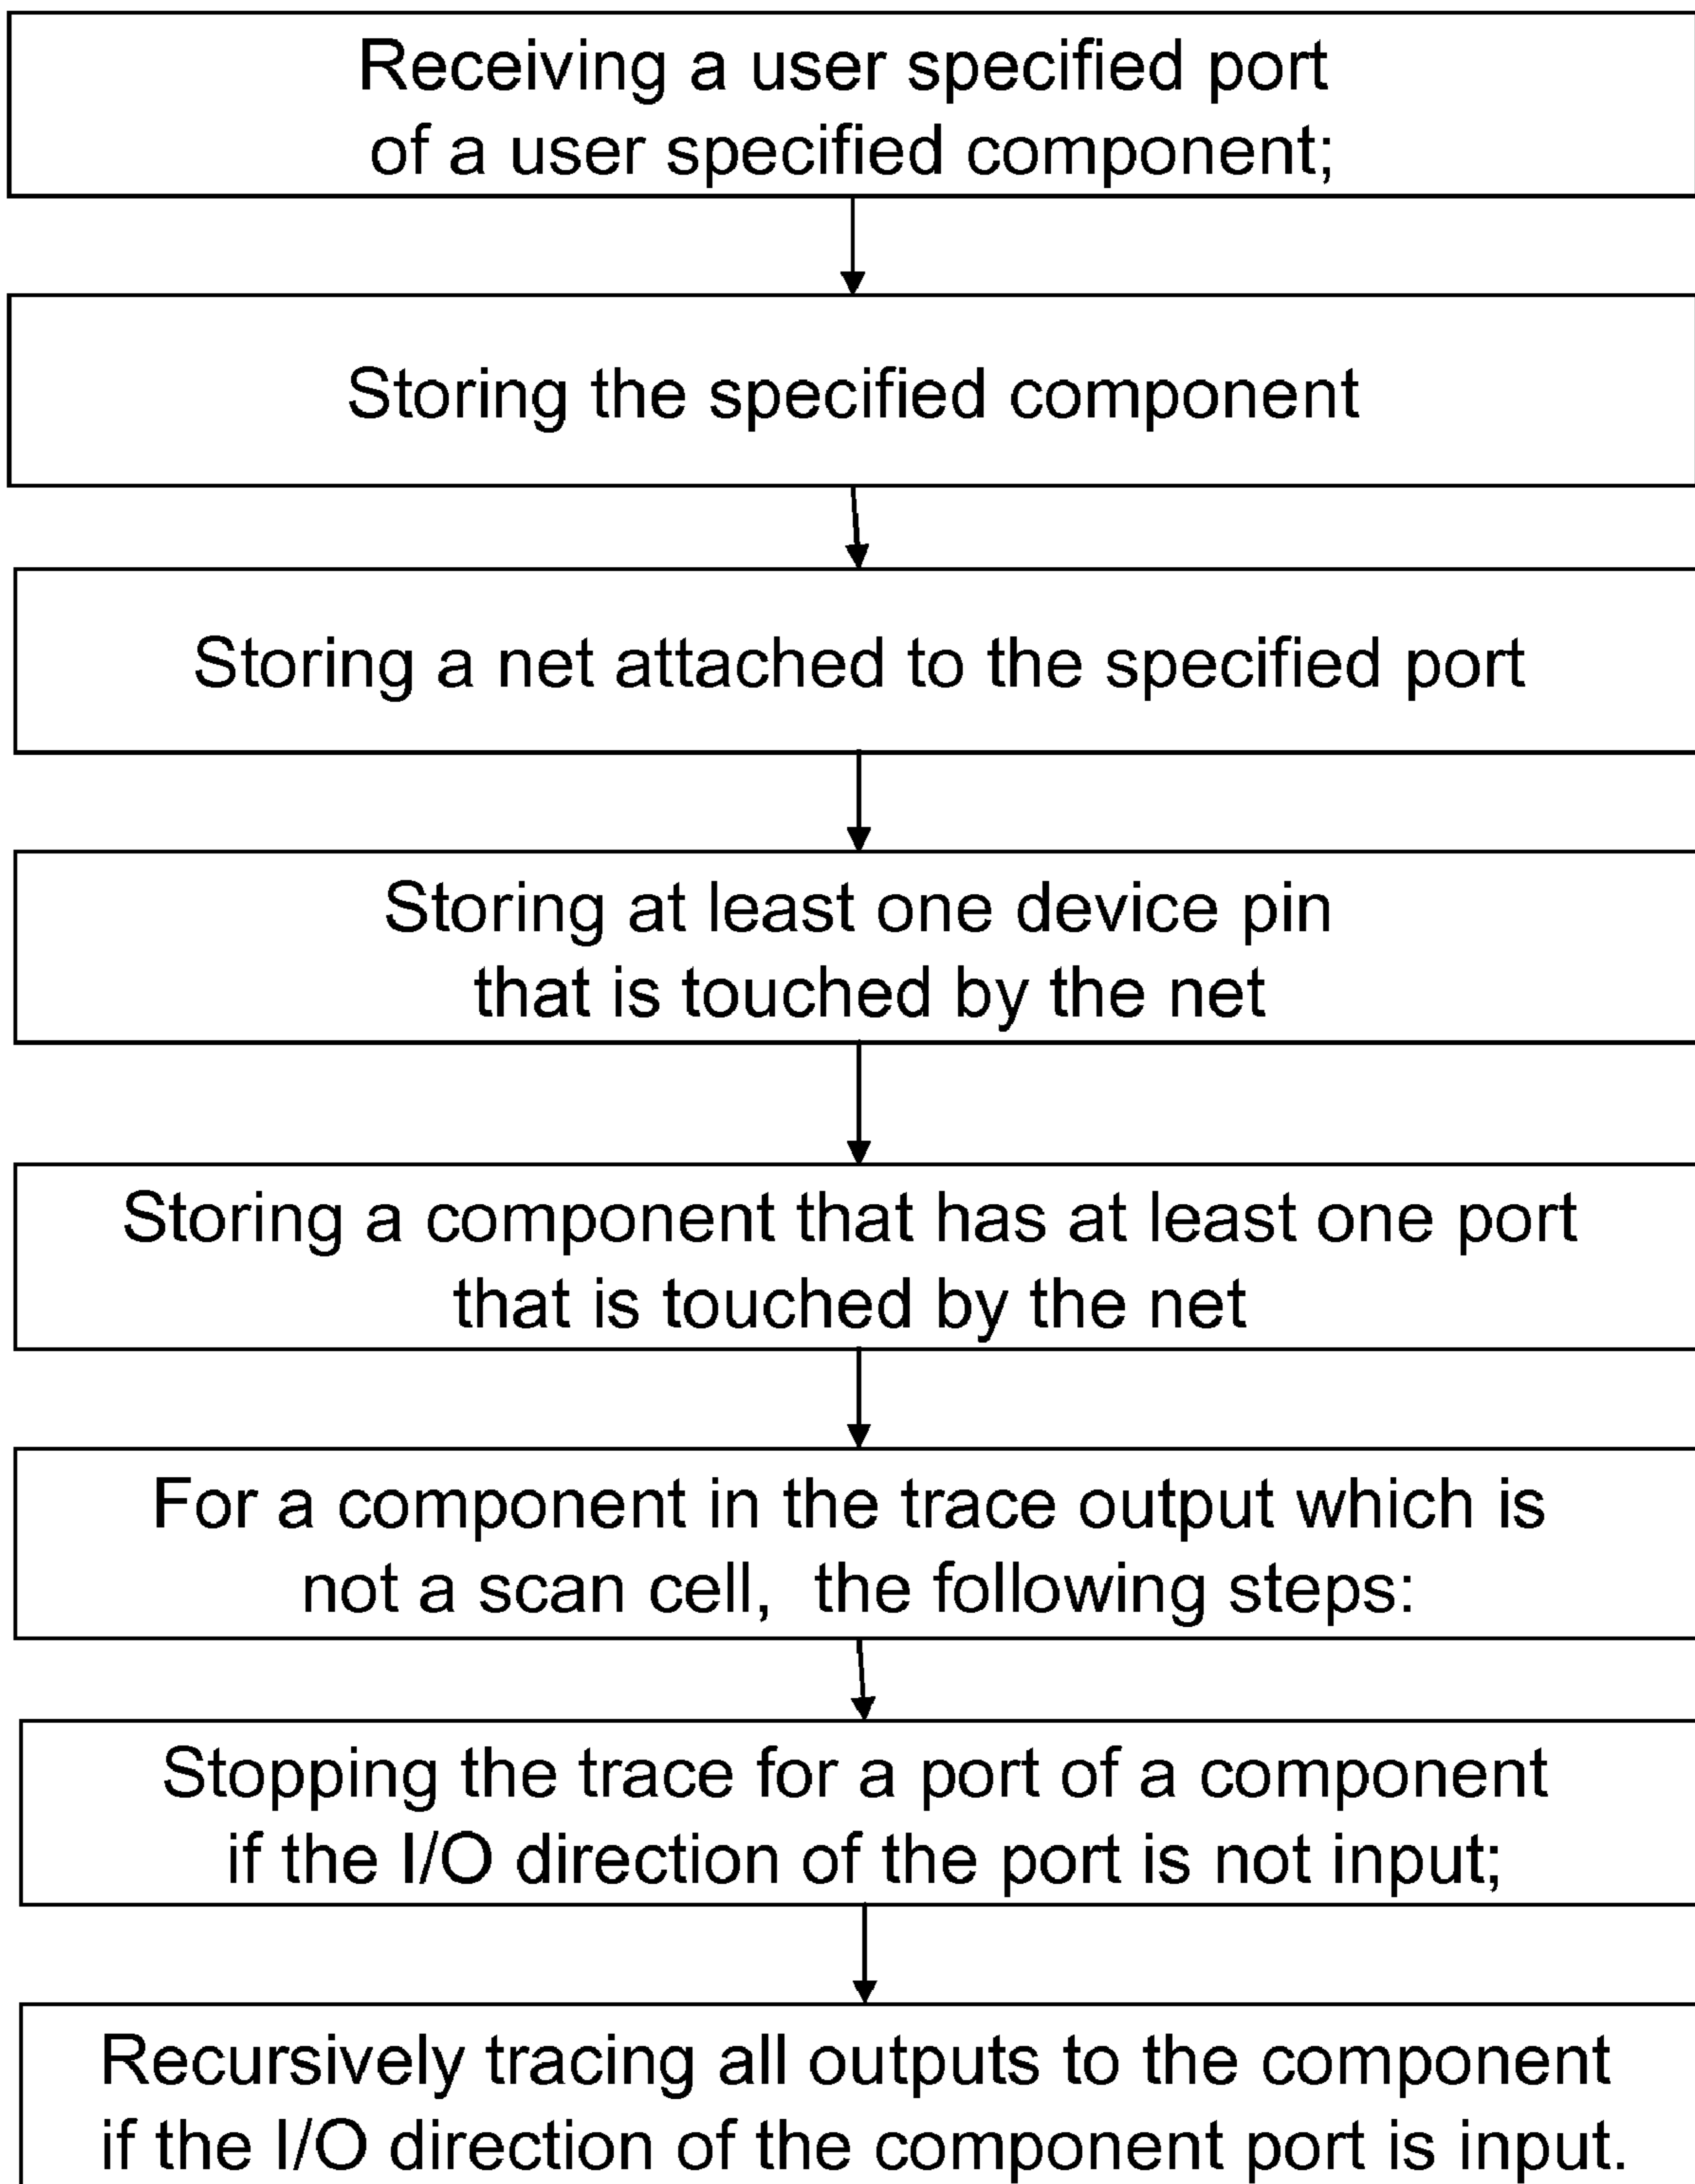 Receiving a user specified port
of a user specified component;
Storing the specified component
Storing a net attached to the specified port
Storing at least one device pin
that is touched by the net
Storing a component that has at least one port
that is touched by the net
For a component in the trace output which is
not a scan cell, the following steps:
Stopping the trace for a port of a component
if the I/O direction of the port is not input;
Recursively tracing all outputs to the component
if the I/O direction of the component port is input.